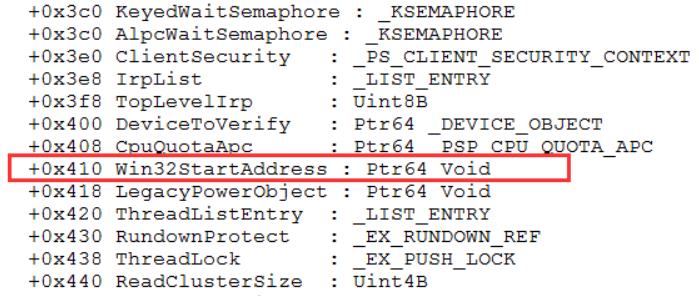 +0x3c0 KeyedWaitSemaphore : _KSEMAPHORE
+0x3c0 AlpcWaitSemaphore : _KSEMAPHORE
+0x3e0 ClientSecurity : _PS_CLIENT_SECURITY_CONTEXT
+0x3e8 IrpList : _LIST_ENTRY
+0x3f8 TopLevelIrp : Uint8B
+0x400 DeviceToVerify : Ptr64 _DEVICE_OBJECT
+0x408 CpuQuotaApc : Ptr64 _PSP_CPU_QUOTA_APC
+0x410 Win32StartAddress : Ptr64 Void
+0x418 LegacyPowerObject : Ptr64 Void
+0x420 ThreadListEntry : _LIST_ENTRY
+0x430 RundownProtect : _EX_RUNDOWN_REF
+0x438 ThreadLock : _EX_PUSH_LOCK
+0x440 ReadClusterSize : Uint4B